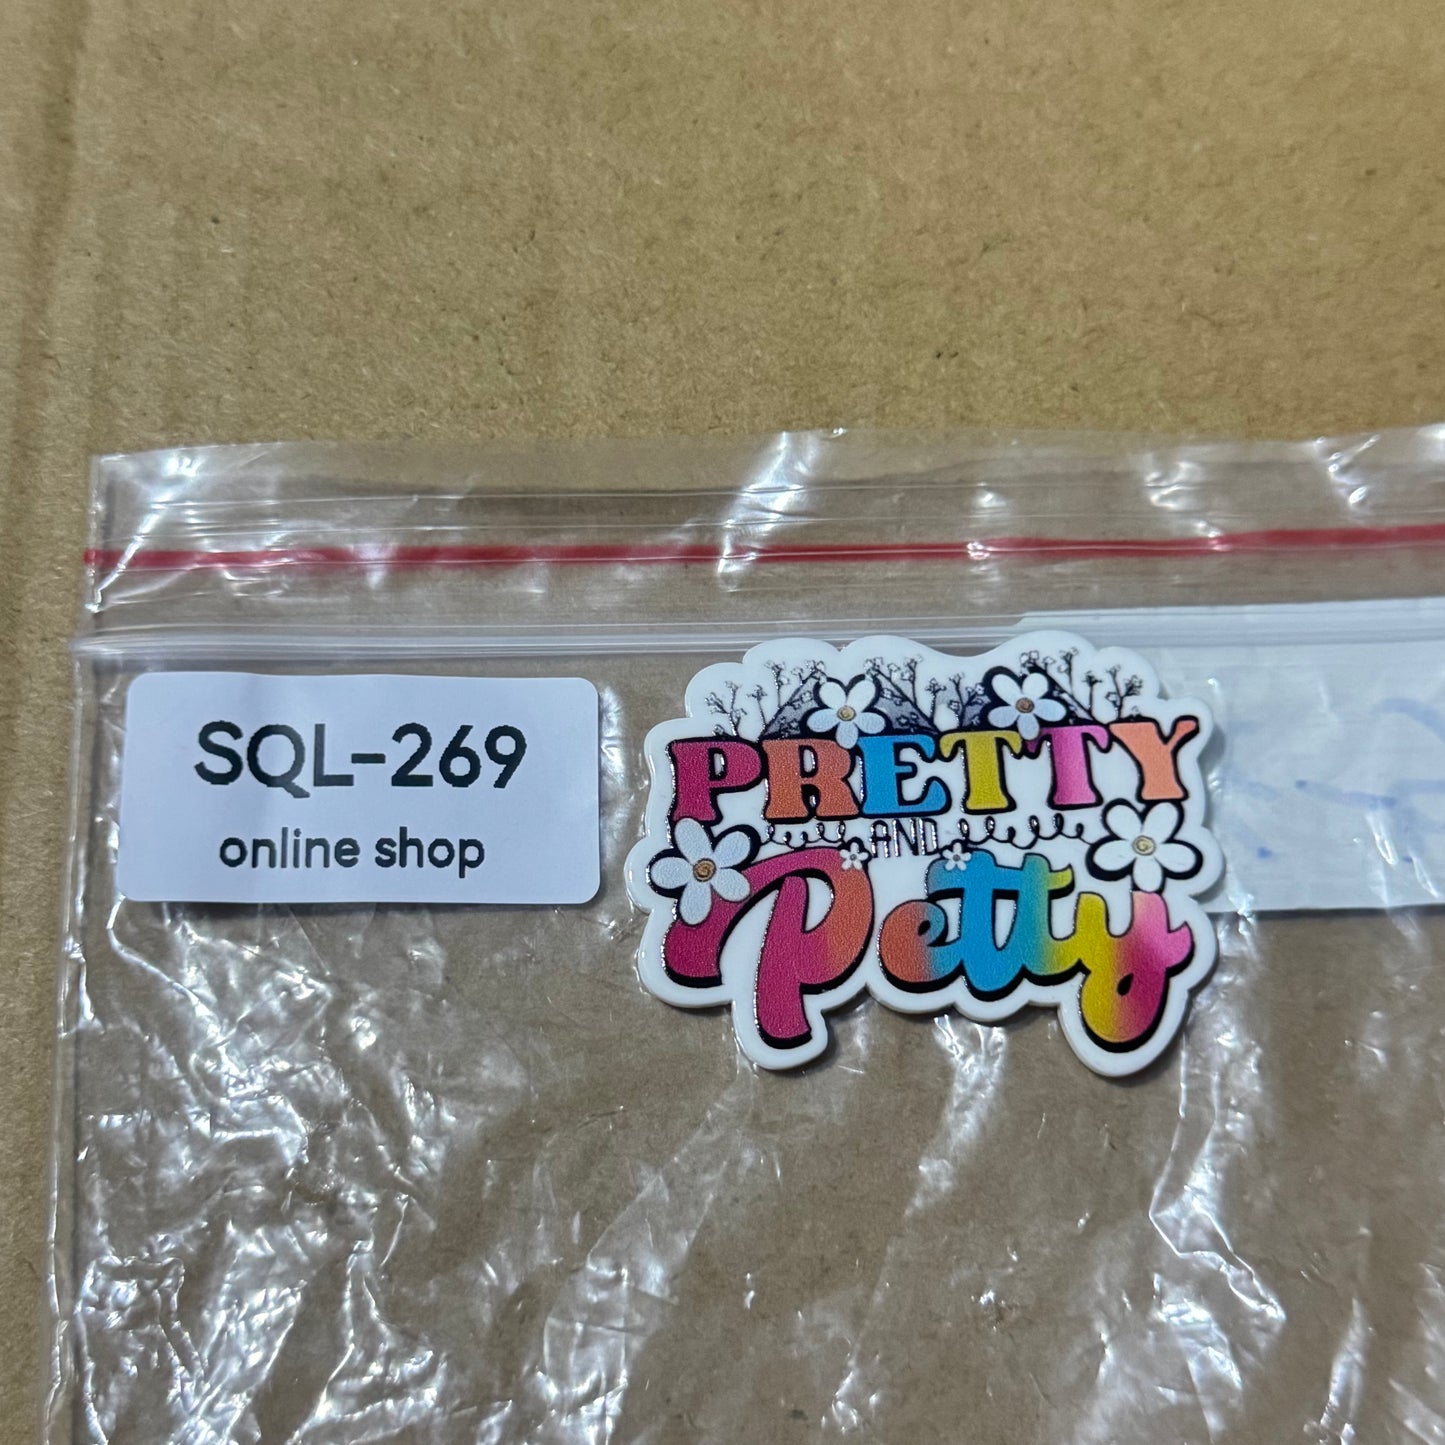 SQL-269
online shop
PRETTY
AND
Petty